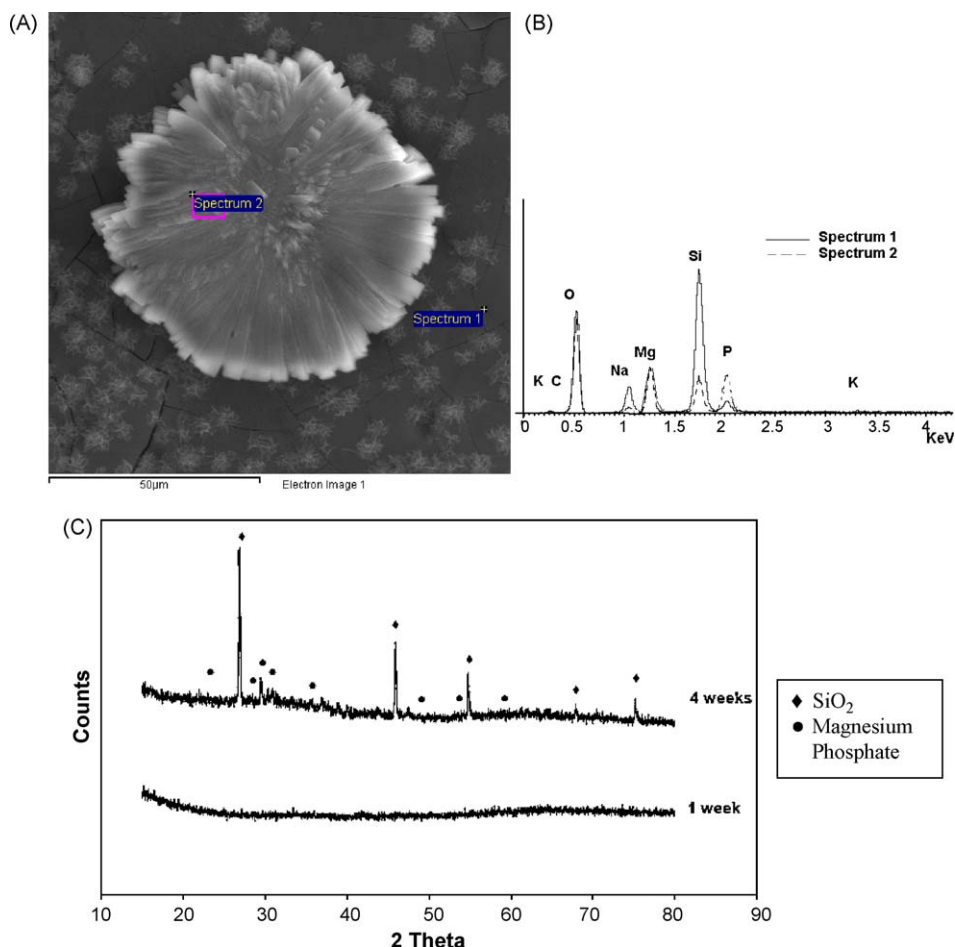 (A)
Spectrum 2
Spectrum 1
50µm
Electron Image 1
(B)
Spectrum 1
Spectrum 2
Si
O
Mg
Na
P
K
C
K
0 0.5 1 1.5 2 2.5 3 3.5 4
KeV
(C)
Counts
4 weeks
1 week
10 20 30 40 50 60 70 80 90
2 Theta
♦ SiO₂
● Magnesium
Phosphate